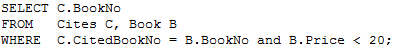 SELECT C.BookNo
FROM   Cites C, Book B
WHERE  C.CitedBookNo = B.BookNo and B.Price < 20;